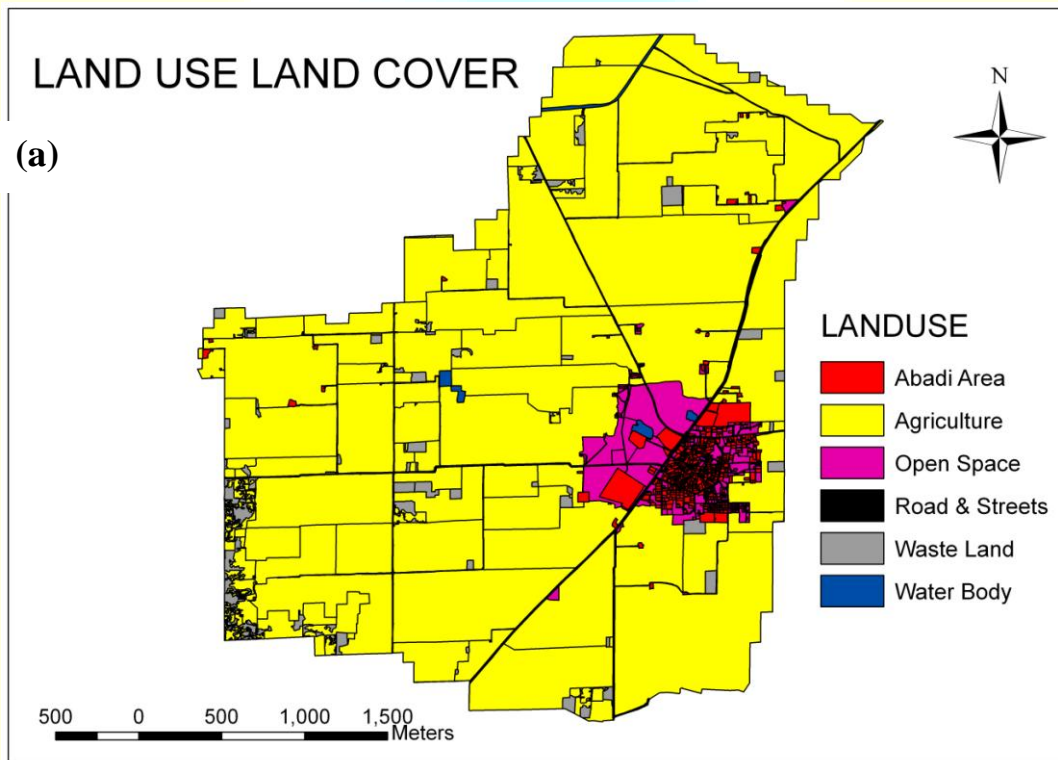 LAND USE LAND COVER
(a)
N
LANDUSE
Abadi Area
Agriculture
Open Space
Road & Streets
Waste Land
Water Body
500 0 500 1,000 1,500
Meters